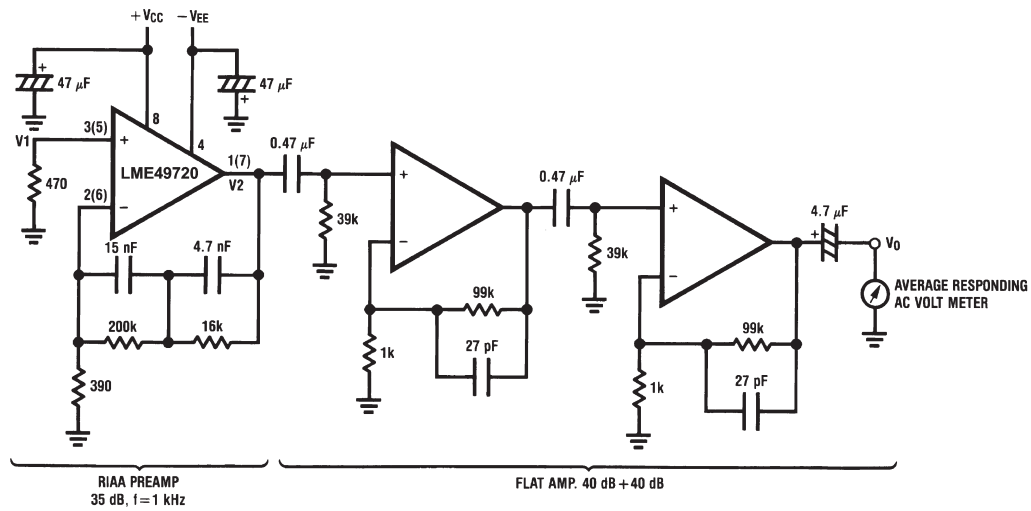 +VCC −VEE
+
47 μF
+
47 μF
8
4
V1
3(5)
+
LME49720
1(7)
V2
470
2(6)
−
15 nF
4.7 nF
200k
16k
390
0.47 μF
39k
+
−
99k
27 pF
1k
0.47 μF
39k
+
−
99k
27 pF
1k
4.7 μF
+
VO
AVERAGE RESPONDING
AC VOLT METER
RIAA PREAMP
35 dB, f=1 kHz
FLAT AMP. 40 dB+40 dB